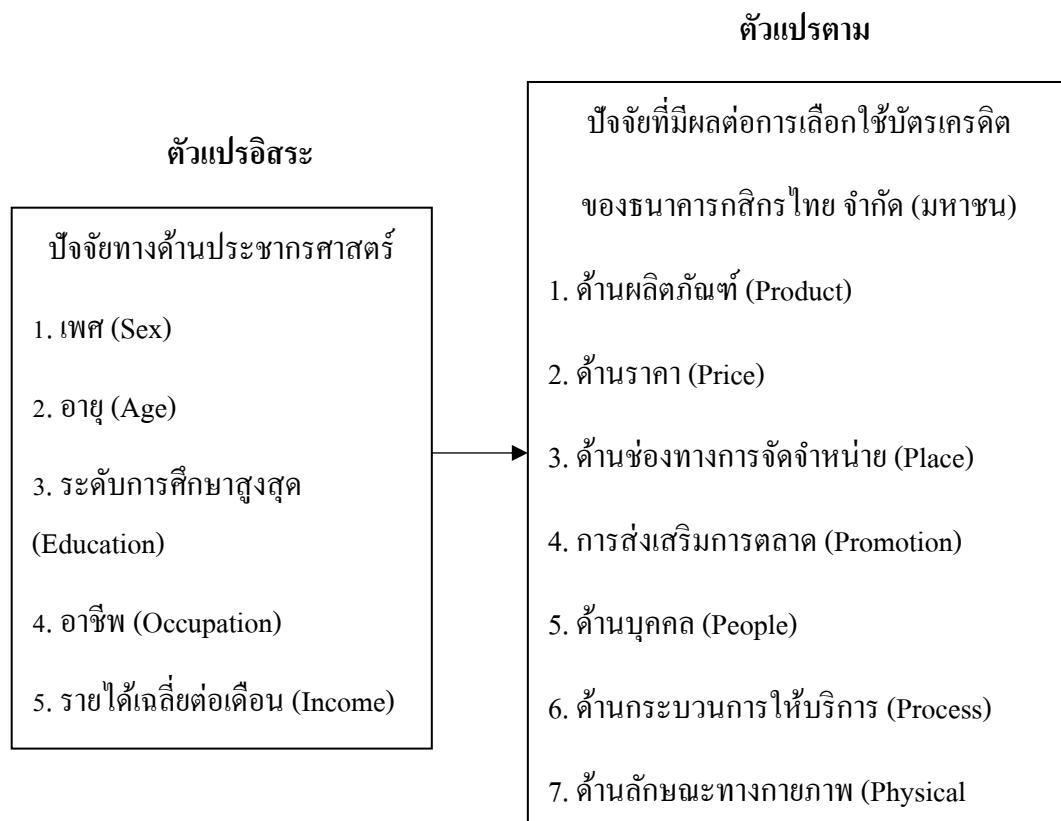 ตัวแปรอิสระ
ปัจจัยทางด้านประชากรศาสตร์
1. เพศ (Sex)
2. อายุ (Age)
3. ระดับการศึกษาสูงสุด
(Education)
4. อาชีพ (Occupation)
5. รายได้เฉลี่ยต่อเดือน (Income)
ตัวแปรตาม
ปัจจัยที่มีผลต่อการเลือกใช้บัตรเครดิต
ของธนาคารกสิกรไทย จำกัด (มหาชน)
1. ด้านผลิตภัณฑ์ (Product)
2. ด้านราคา (Price)
3. ด้านช่องทางการจัดจำหน่าย (Place)
4. การส่งเสริมการตลาด (Promotion)
5. ด้านบุคคล (People)
6. ด้านกระบวนการให้บริการ (Process)
7. ด้านลักษณะทางกายภาพ (Physical